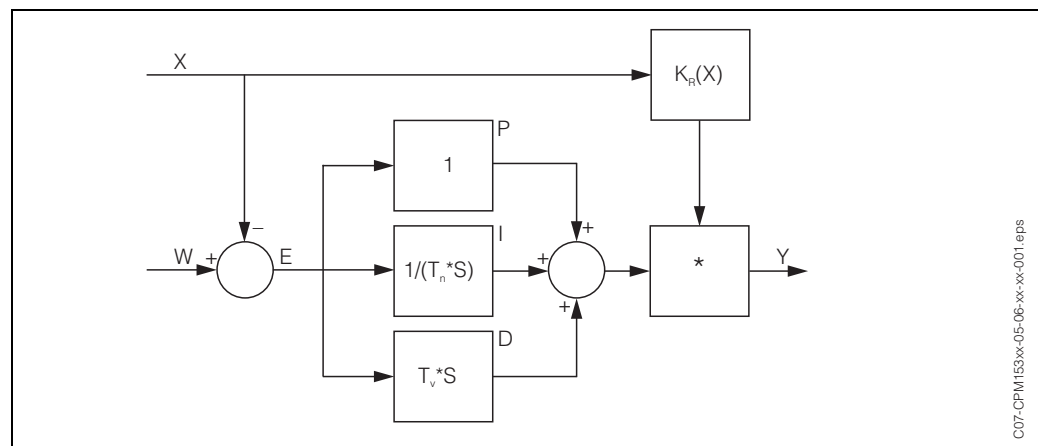 X
K_R(X)
P
1
+
−
I
W
+
E
1/(T_n*S)
+
*
Y
+
D
T_v*S
C07-CPM153xx-05-06-xx-xx-001.eps